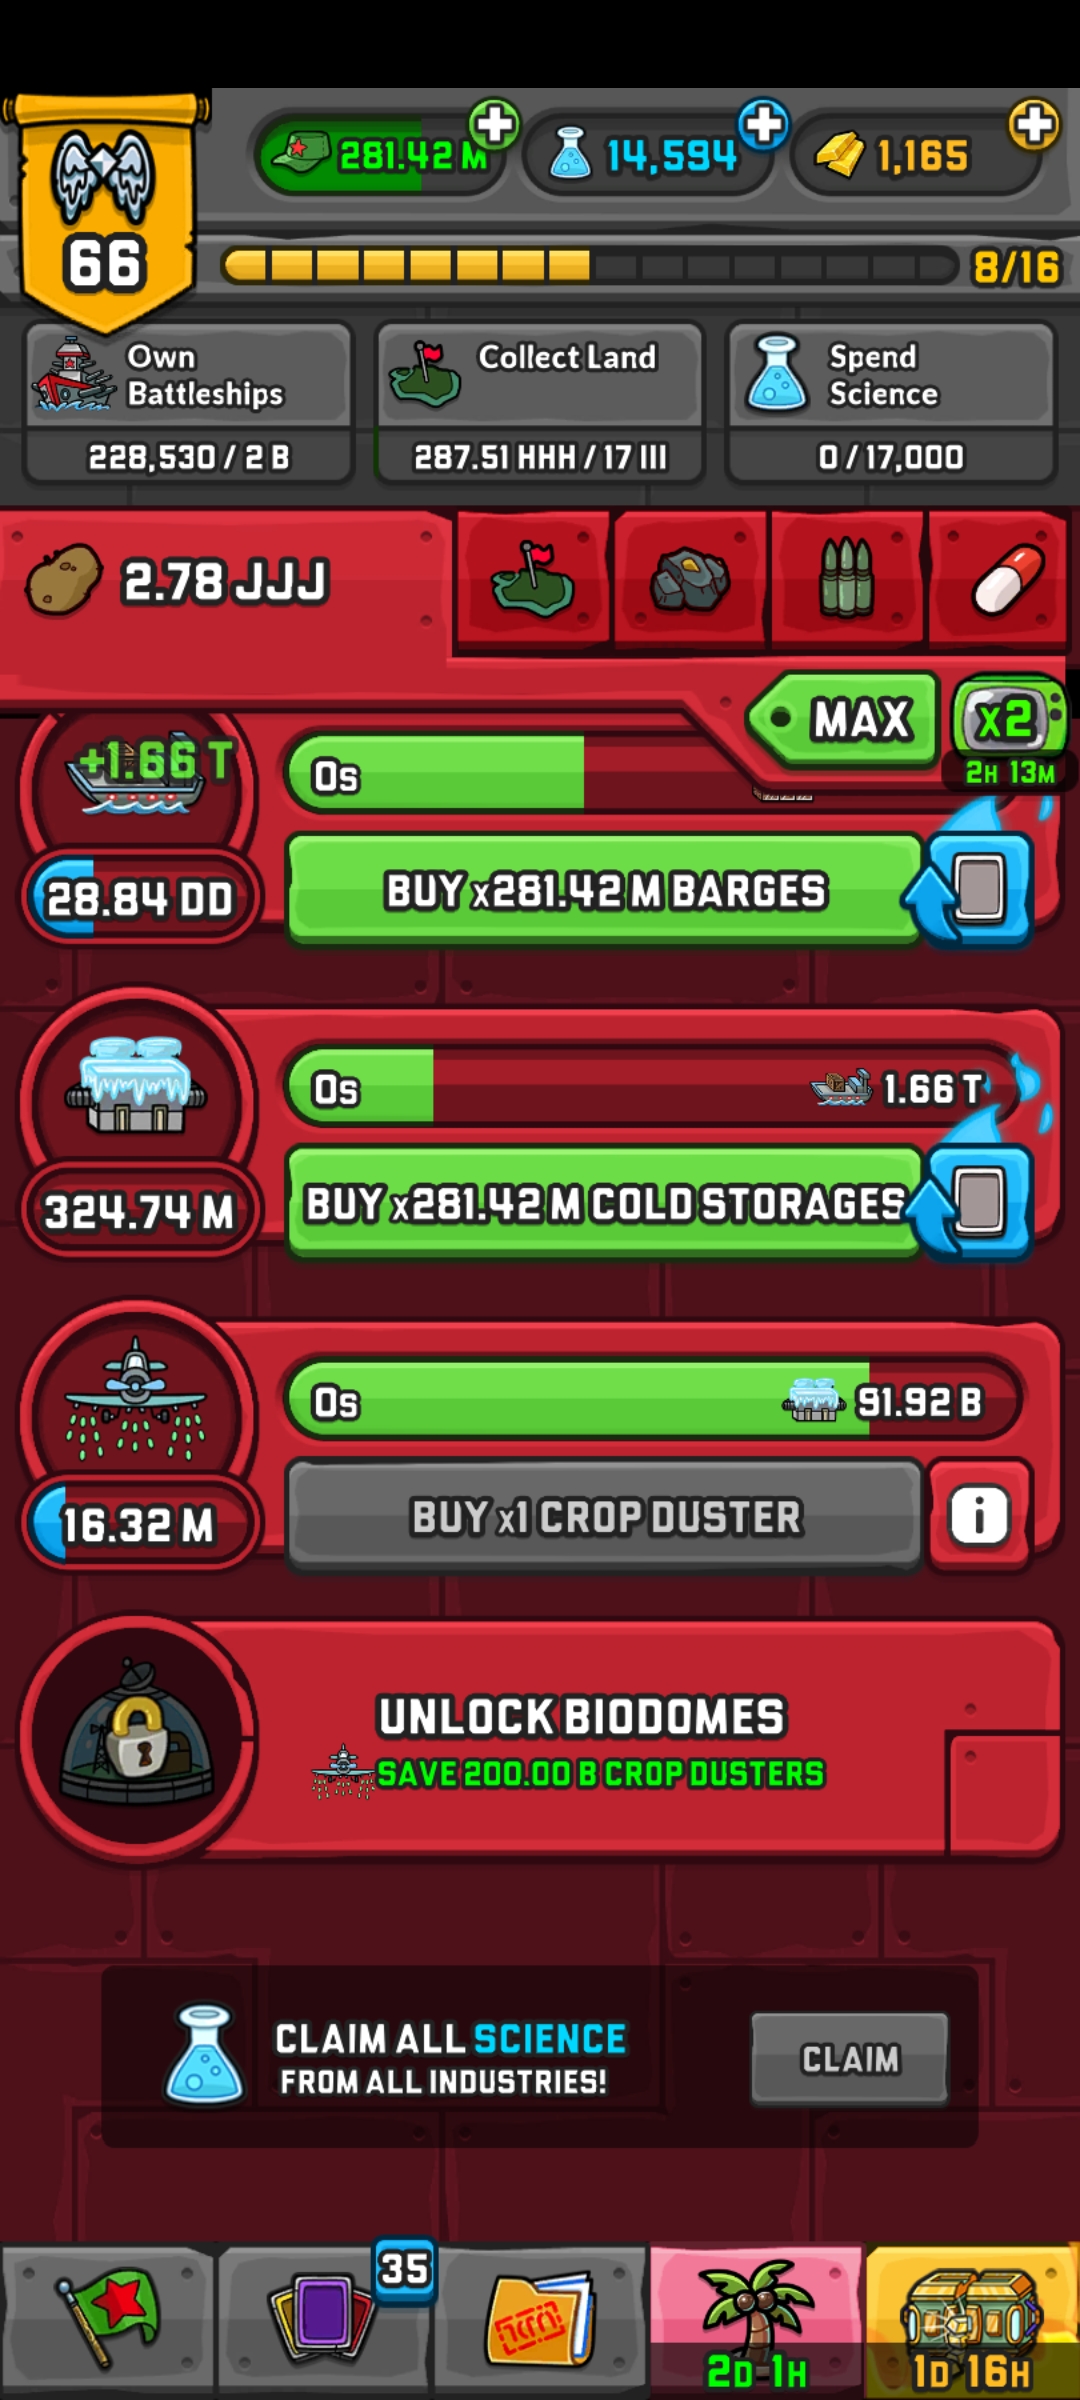 281.42 M
14,594
1,165
66
8/16
Own
Battleships
228,530 / 2 B
Collect Land
287.51 HHH / 17 III
Spend
Science
0 / 17,000
2.78 JJJ
MAX
x2
2H 13M
+1.66 T
0s
28.84 DD
BUY x281.42 M BARGES
0s
1.66 T
324.74 M
BUY x281.42 M COLD STORAGES
0s
91.92 B
16.32 M
BUY x1 CROP DUSTER
i
UNLOCK BIODOMES
SAVE 200.00 B CROP DUSTERS
CLAIM ALL SCIENCE
FROM ALL INDUSTRIES!
CLAIM
35
2D 1H
1D 16H